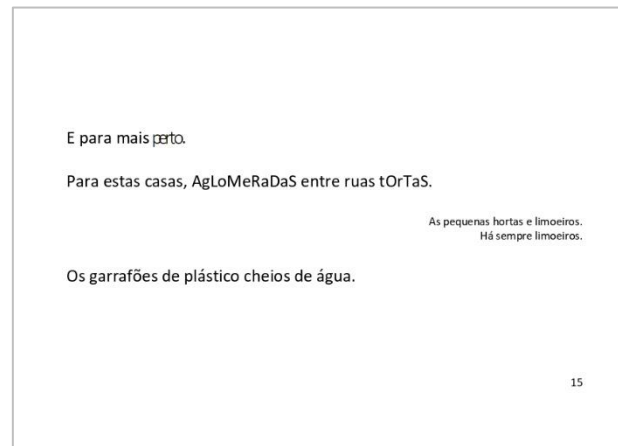 E para mais perto.
Para estas casas, AgLoMeRaDaS entre ruas tOrTaS.
As pequenas hortas e limoeiros.
Há sempre limoeiros.
Os garrafões de plástico cheios de água.
15